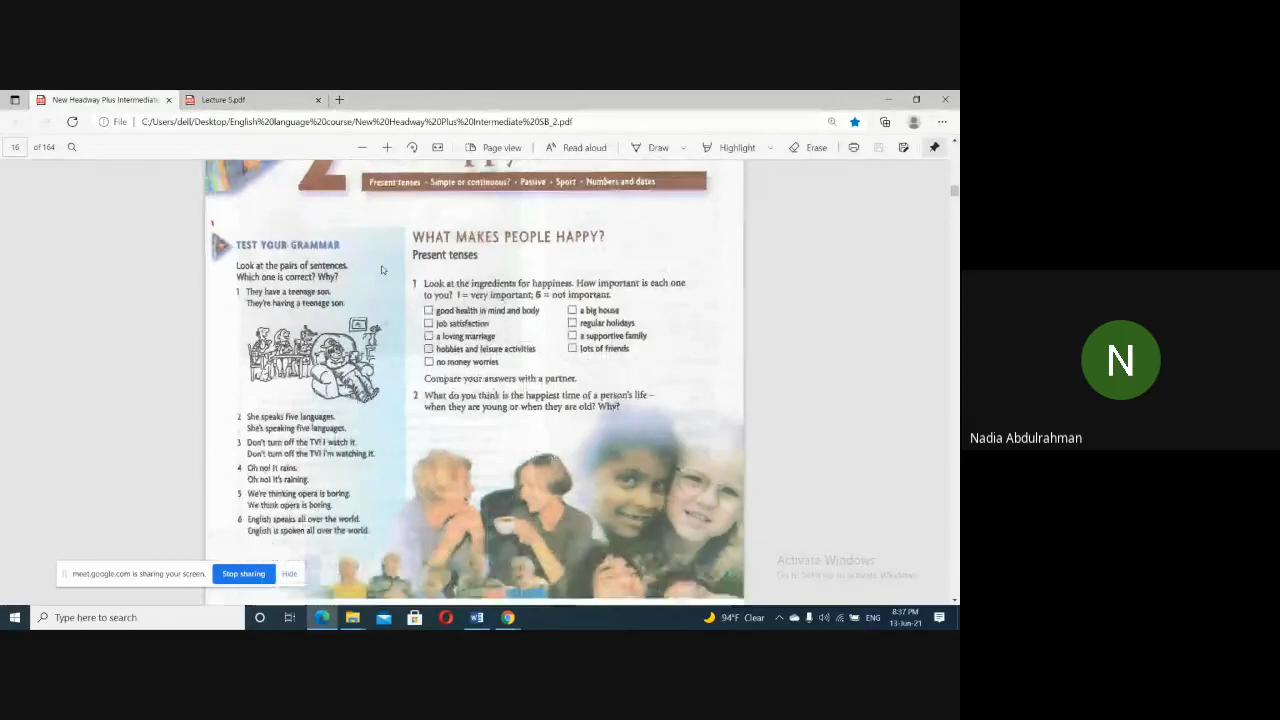 New Headway Plus Intermediate
Lecture 5.pdf
File
C:/Users/dell/Desktop/English%20language%20course/New%20Headway%20Plus%20Intermediate%20SB_2.pdf
16 of 164
Page view
Read aloud
Draw
Highlight
Erase
2
Present tenses - Simple or continuous? • Passive • Sport • Numbers and dates
TEST YOUR GRAMMAR
Look at the pairs of sentences.
Which one is correct? Why?
1 They have a teenage son.
They're having a teenage son.
2 She speaks five languages.
She's speaking five languages.
3 Don't turn off the TV! I watch it.
Don't turn off the TV! I'm watching it.
4 Oh no! It rains.
Oh no! It's raining.
5 We're thinking opera is boring.
We think opera is boring.
6 English speaks all over the world.
English is spoken all over the world.
WHAT MAKES PEOPLE HAPPY?
Present tenses
1 Look at the ingredients for happiness. How important is each one
to you? 1 = very important; 6 = not important.
good health in mind and body
job satisfaction
a loving marriage
hobbies and leisure activities
no money worries
a big house
regular holidays
a supportive family
lots of friends
Compare your answers with a partner.
2 What do you think is the happiest time of a person's life –
when they are young or when they are old? Why?
meet.google.com is sharing your screen.
Stop sharing
Hide
Activate Windows
Go to Settings to activate Windows.
Type here to search
94°F Clear
ENG
8:37 PM
13-Jun-21
N
Nadia Abdulrahman